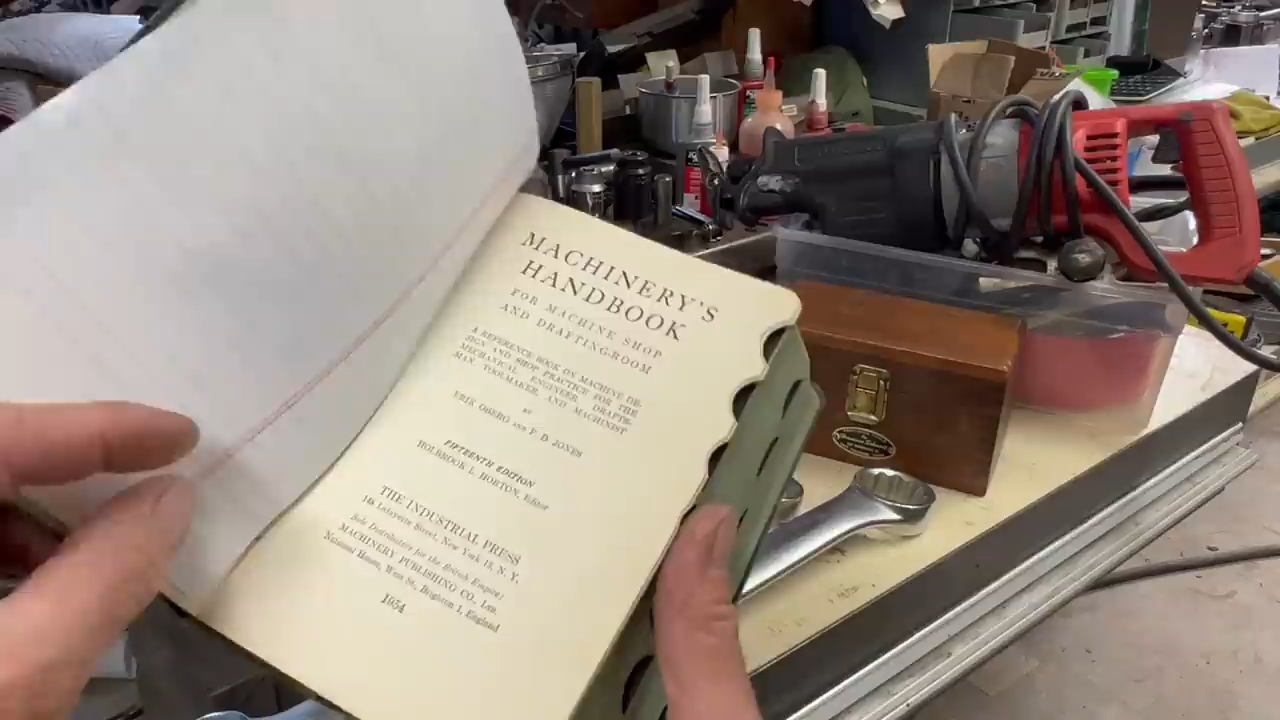 MACHINERY'S
HANDBOOK
FOR MACHINE SHOP
AND DRAFTING-ROOM
A REFERENCE BOOK ON MACHINE DE-
SIGN AND SHOP PRACTICE FOR THE
MECHANICAL ENGINEER, DRAFTS-
MAN, TOOLMAKER, AND MACHINIST
BY
ERIK OBERG AND F. D. JONES
FIFTEENTH EDITION
HOLBROOK L. HORTON, Editor
THE INDUSTRIAL PRESS
148 Lafayette Street, New York 13, N. Y.
Sole Distributors for the British Empire:
MACHINERY PUBLISHING CO., Ltd.
National House, West St., Brighton 1, England
1954